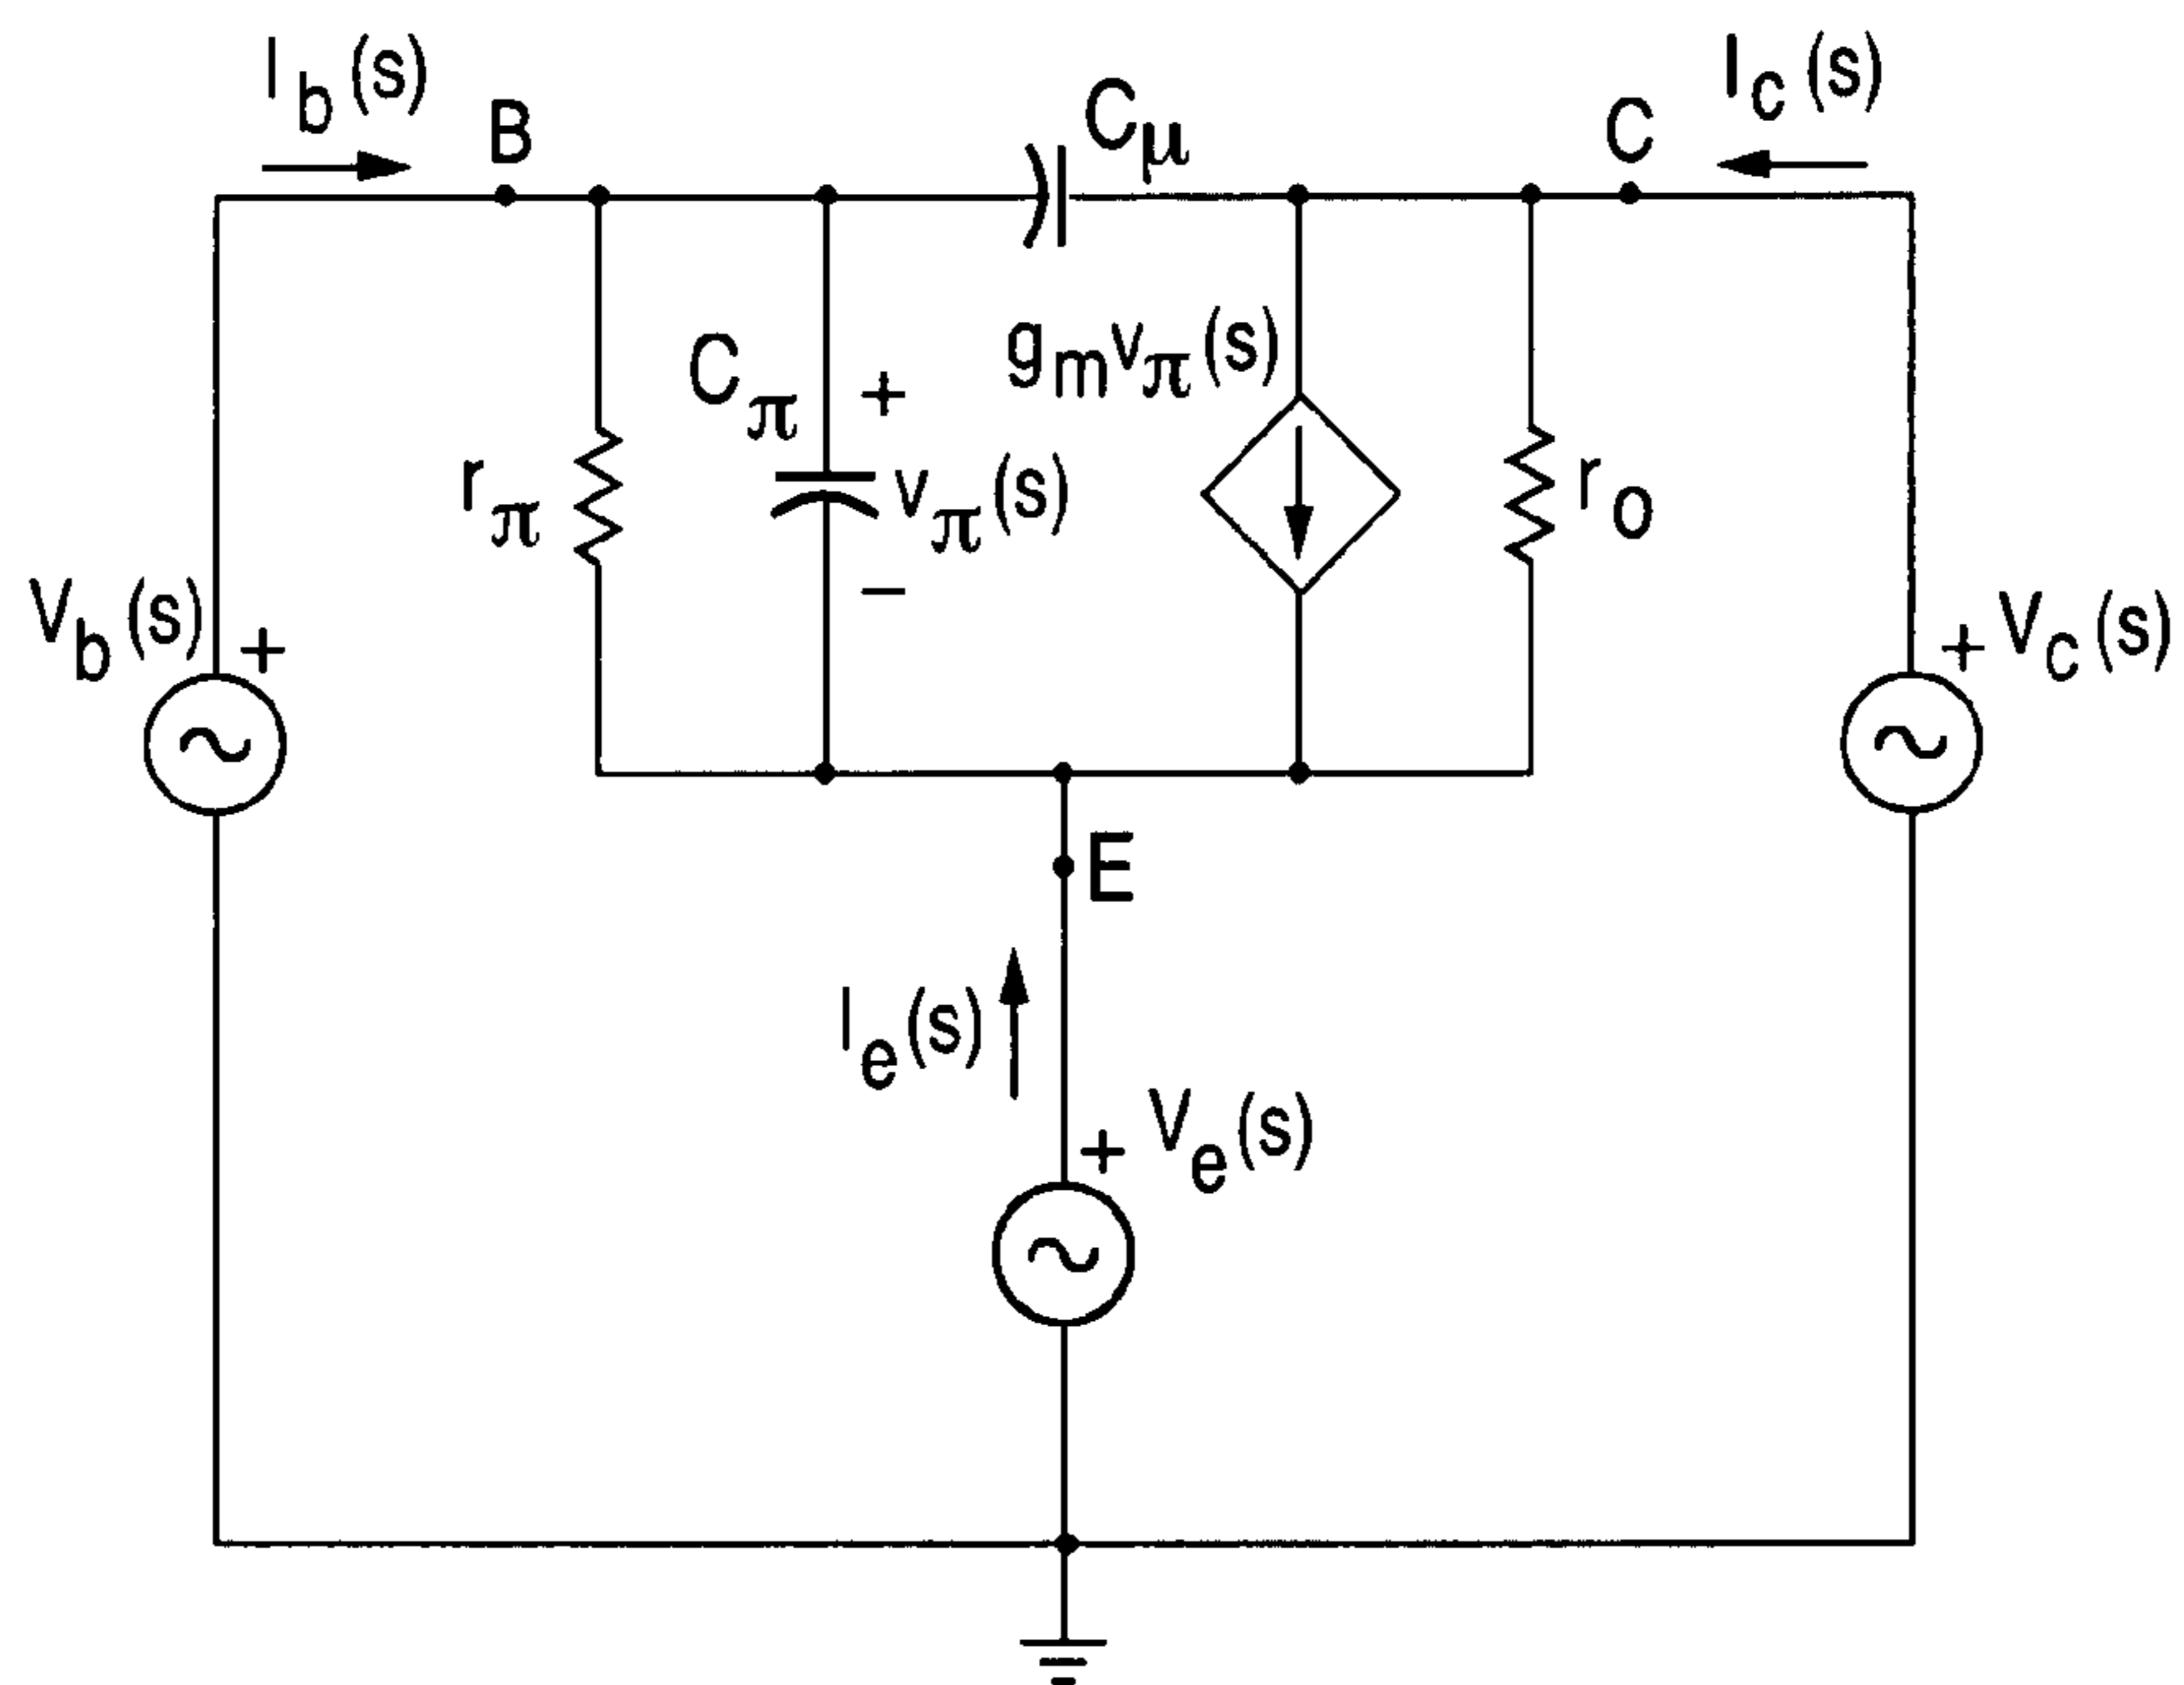 I_b(s)
B
C_μ
C
I_c(s)
C_π
+
v_π(s)
−
g_m v_π(s)
r_π
r_o
V_b(s)
+
+
V_c(s)
E
I_e(s)
+
V_e(s)